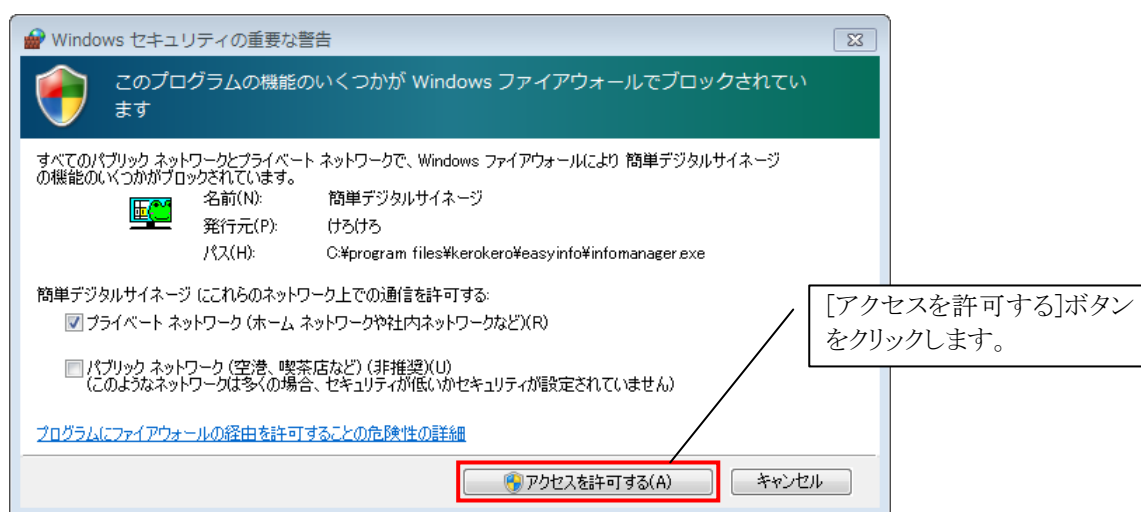 Windows セキュリティの重要な警告
このプログラムの機能のいくつかが Windows ファイアウォールでブロックされてい
ます
すべてのパブリック ネットワークとプライベート ネットワークで、Windows ファイアウォールにより 簡単デジタルサイネージ
の機能のいくつかがブロックされています。
名前(N): 簡単デジタルサイネージ
発行元(P): けろけろ
パス(H): C:¥program files¥kerokero¥easyinfo¥infomanager.exe
簡単デジタルサイネージ にこれらのネットワーク上での通信を許可する:
プライベート ネットワーク (ホーム ネットワークや社内ネットワークなど)(R)
パブリック ネットワーク (空港、喫茶店など) (非推奨)(U)
(このようなネットワークは多くの場合、セキュリティが低いかセキュリティが設定されていません)
プログラムにファイアウォールの経由を許可することの危険性の詳細
アクセスを許可する(A) キャンセル
[アクセスを許可する]ボタン
をクリックします。